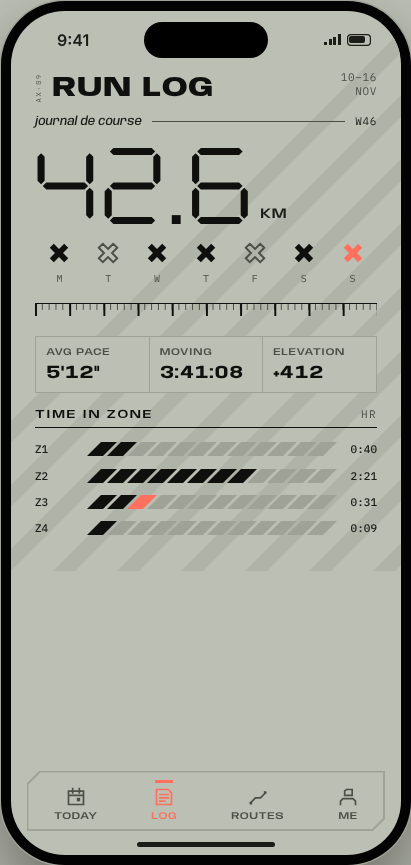 9:41
AX-09
RUN LOG
10–16
NOV
journal de course
W46
42.6 KM
M T W T F S S
AVG PACE MOVING ELEVATION
5'12" 3:41:08 +412
TIME IN ZONE HR
Z1 0:40
Z2 2:21
Z3 0:31
Z4 0:09
TODAY LOG ROUTES ME